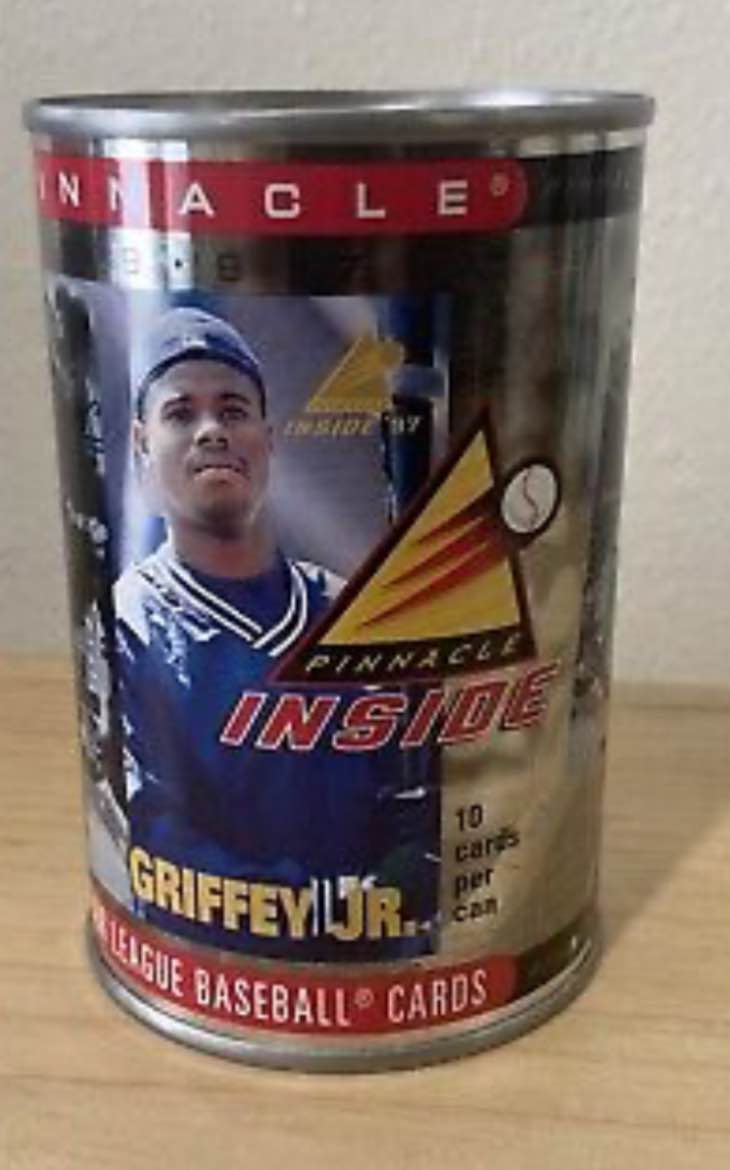 INNACLE®
INSIDE '97
PINNACLE
INSIDE
10
cards
per
can
GRIFFEY JR.
LEAGUE BASEBALL® CARDS